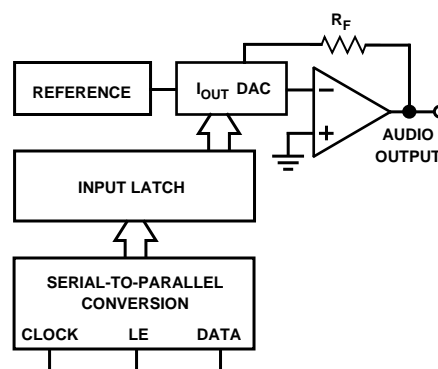 R_F
REFERENCE
I_OUT DAC
–
+
AUDIO
OUTPUT
INPUT LATCH
SERIAL-TO-PARALLEL
CONVERSION
CLOCK LE DATA